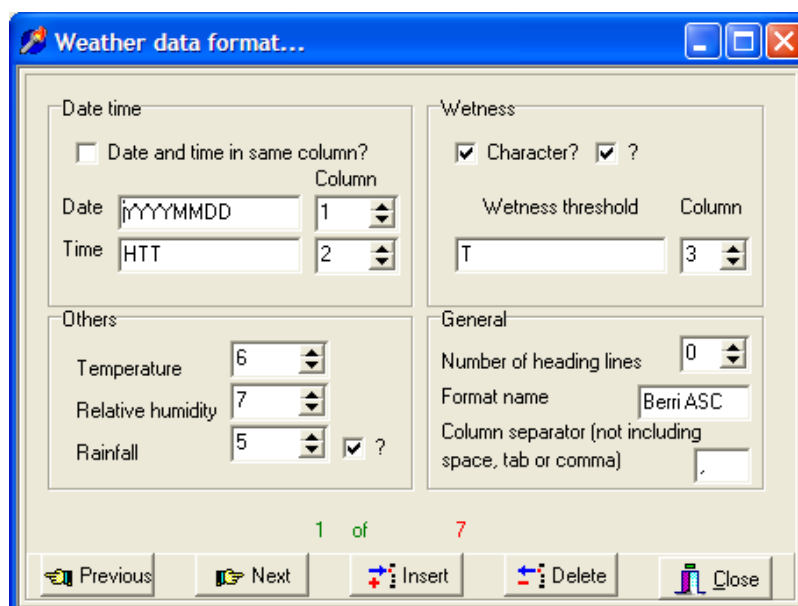 Weather data format...
Date time
Date and time in same column?
Column
Date YYYYMMDD 1
Time HTT 2
Wetness
Character? ?
Wetness threshold Column
T 3
Others
Temperature 6
Relative humidity 7
Rainfall 5 ?
General
Number of heading lines 0
Format name Berri ASC
Column separator (not including
space, tab or comma) ,
1 of 7
Previous Next Insert Delete Close